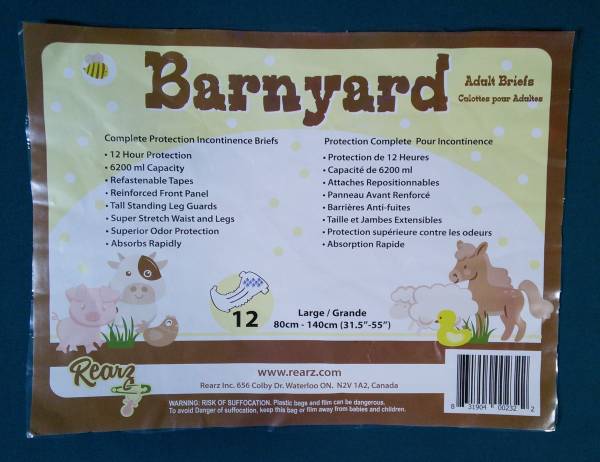 Barnyard
Adult Briefs
Culottes pour Adultes
Complete Protection Incontinence Briefs
• 12 Hour Protection
• 6200 ml Capacity
• Refastenable Tapes
• Reinforced Front Panel
• Tall Standing Leg Guards
• Super Stretch Waist and Legs
• Superior Odor Protection
• Absorbs Rapidly
Protection Complete Pour Incontinence
• Protection de 12 Heures
• Capacité de 6200 ml
• Attaches Repositionnables
• Panneau Avant Renforcé
• Barrières Anti-fuites
• Taille et Jambes Extensibles
• Protection supérieure contre les odeurs
• Absorption Rapide
12
Large / Grande
80cm - 140cm (31.5"-55")
Rearz
www.rearz.com
Rearz Inc. 656 Colby Dr. Waterloo ON. N2V 1A2, Canada
WARNING: RISK OF SUFFOCATION. Plastic bags and film can be dangerous.
To avoid Danger of suffocation, keep this bag or film away from babies and children.
8 31904 00232 2